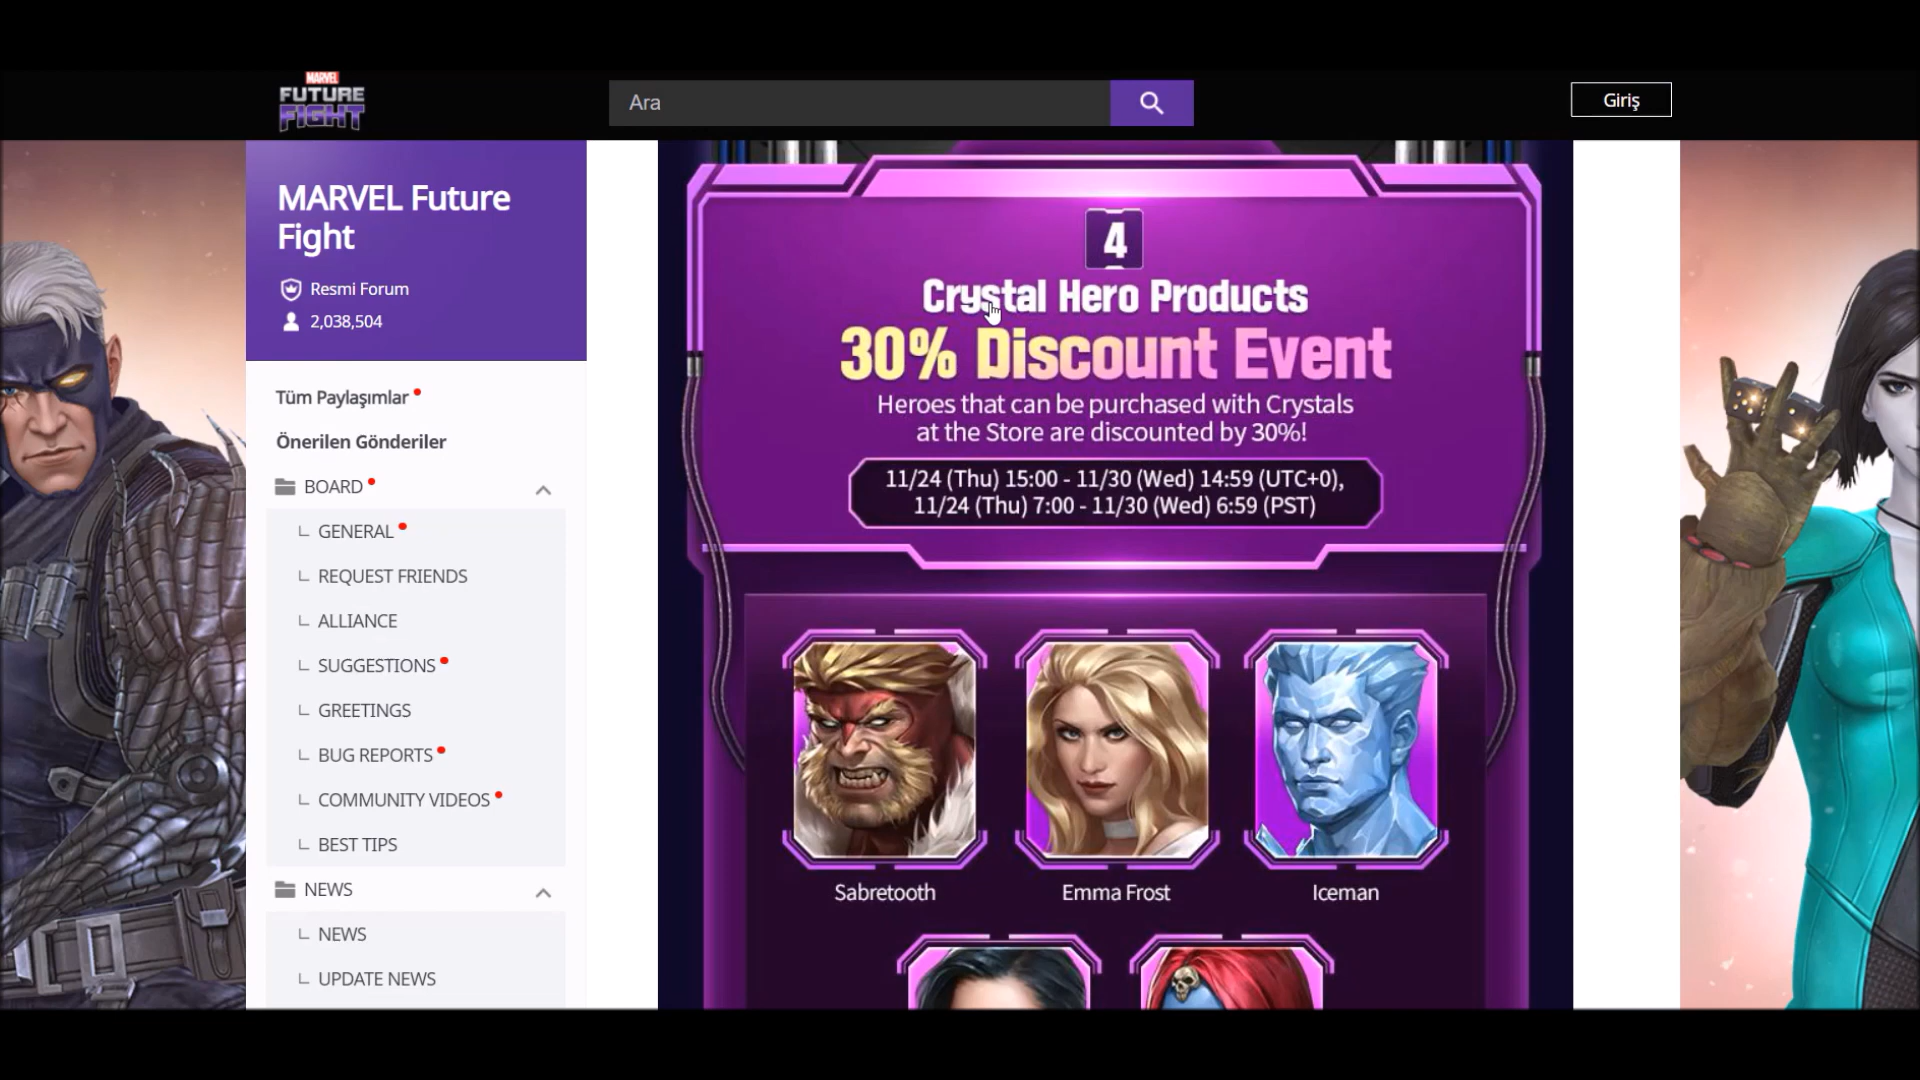 MARVEL
FUTURE
FIGHT
Ara
Giriş
MARVEL Future
Fight
Resmi Forum
2,038,504
Tüm Paylaşımlar
Önerilen Gönderiler
BOARD
GENERAL
REQUEST FRIENDS
ALLIANCE
SUGGESTIONS
GREETINGS
BUG REPORTS
COMMUNITY VIDEOS
BEST TIPS
NEWS
NEWS
UPDATE NEWS
4
Crystal Hero Products
30% Discount Event
Heroes that can be purchased with Crystals
at the Store are discounted by 30%!
11/24 (Thu) 15:00 - 11/30 (Wed) 14:59 (UTC+0),
11/24 (Thu) 7:00 - 11/30 (Wed) 6:59 (PST)
Sabretooth
Emma Frost
Iceman